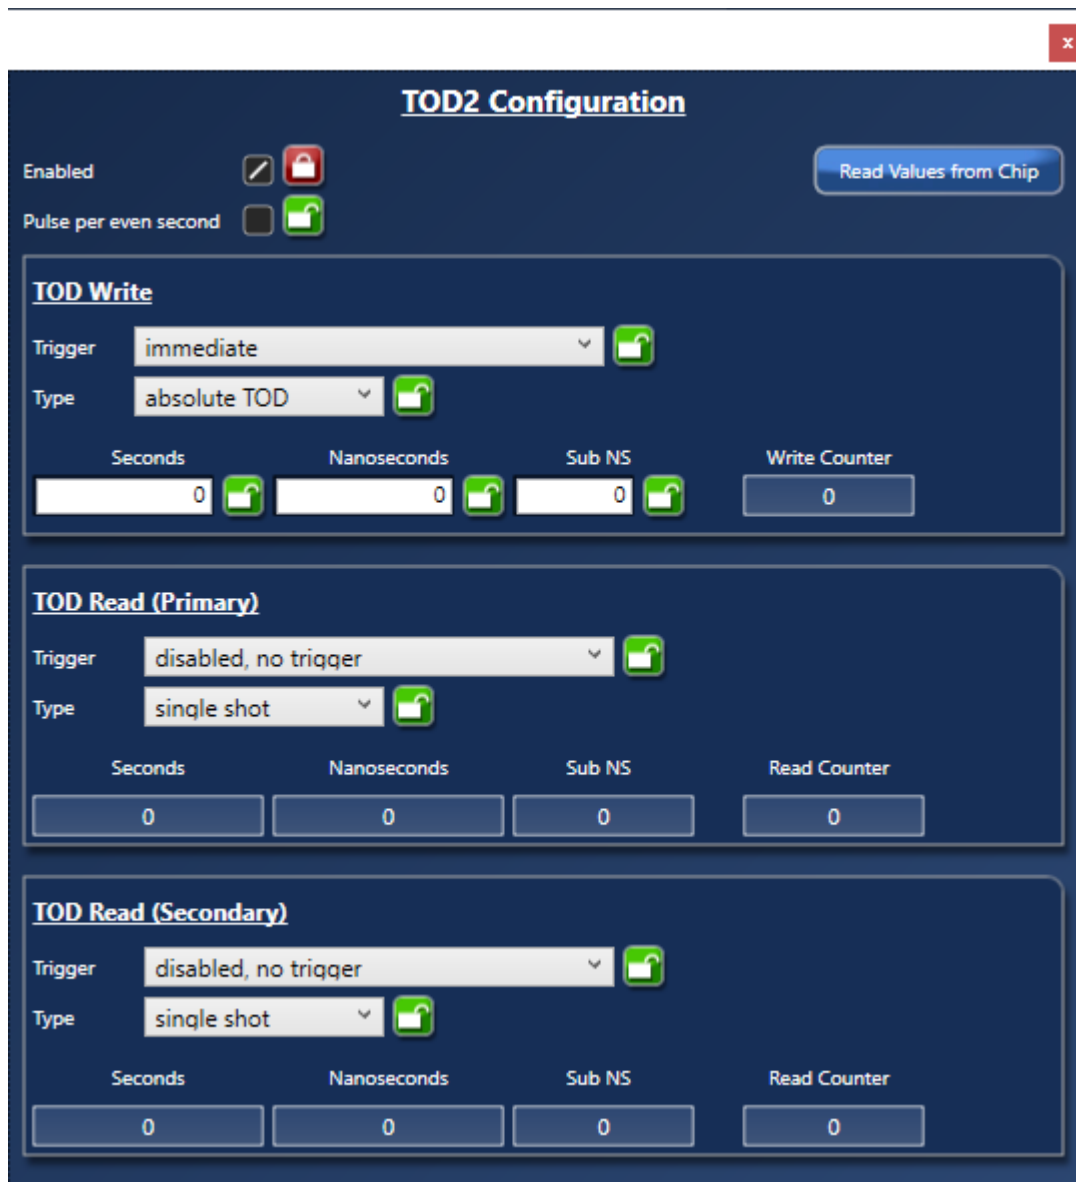 x
TOD2 Configuration
Enabled
Read Values from Chip
Pulse per even second
TOD Write
Trigger immediate
Type absolute TOD
Seconds Nanoseconds Sub NS Write Counter
0 0 0 0
TOD Read (Primary)
Trigger disabled, no trigger
Type single shot
Seconds Nanoseconds Sub NS Read Counter
0 0 0 0
TOD Read (Secondary)
Trigger disabled, no trigger
Type single shot
Seconds Nanoseconds Sub NS Read Counter
0 0 0 0